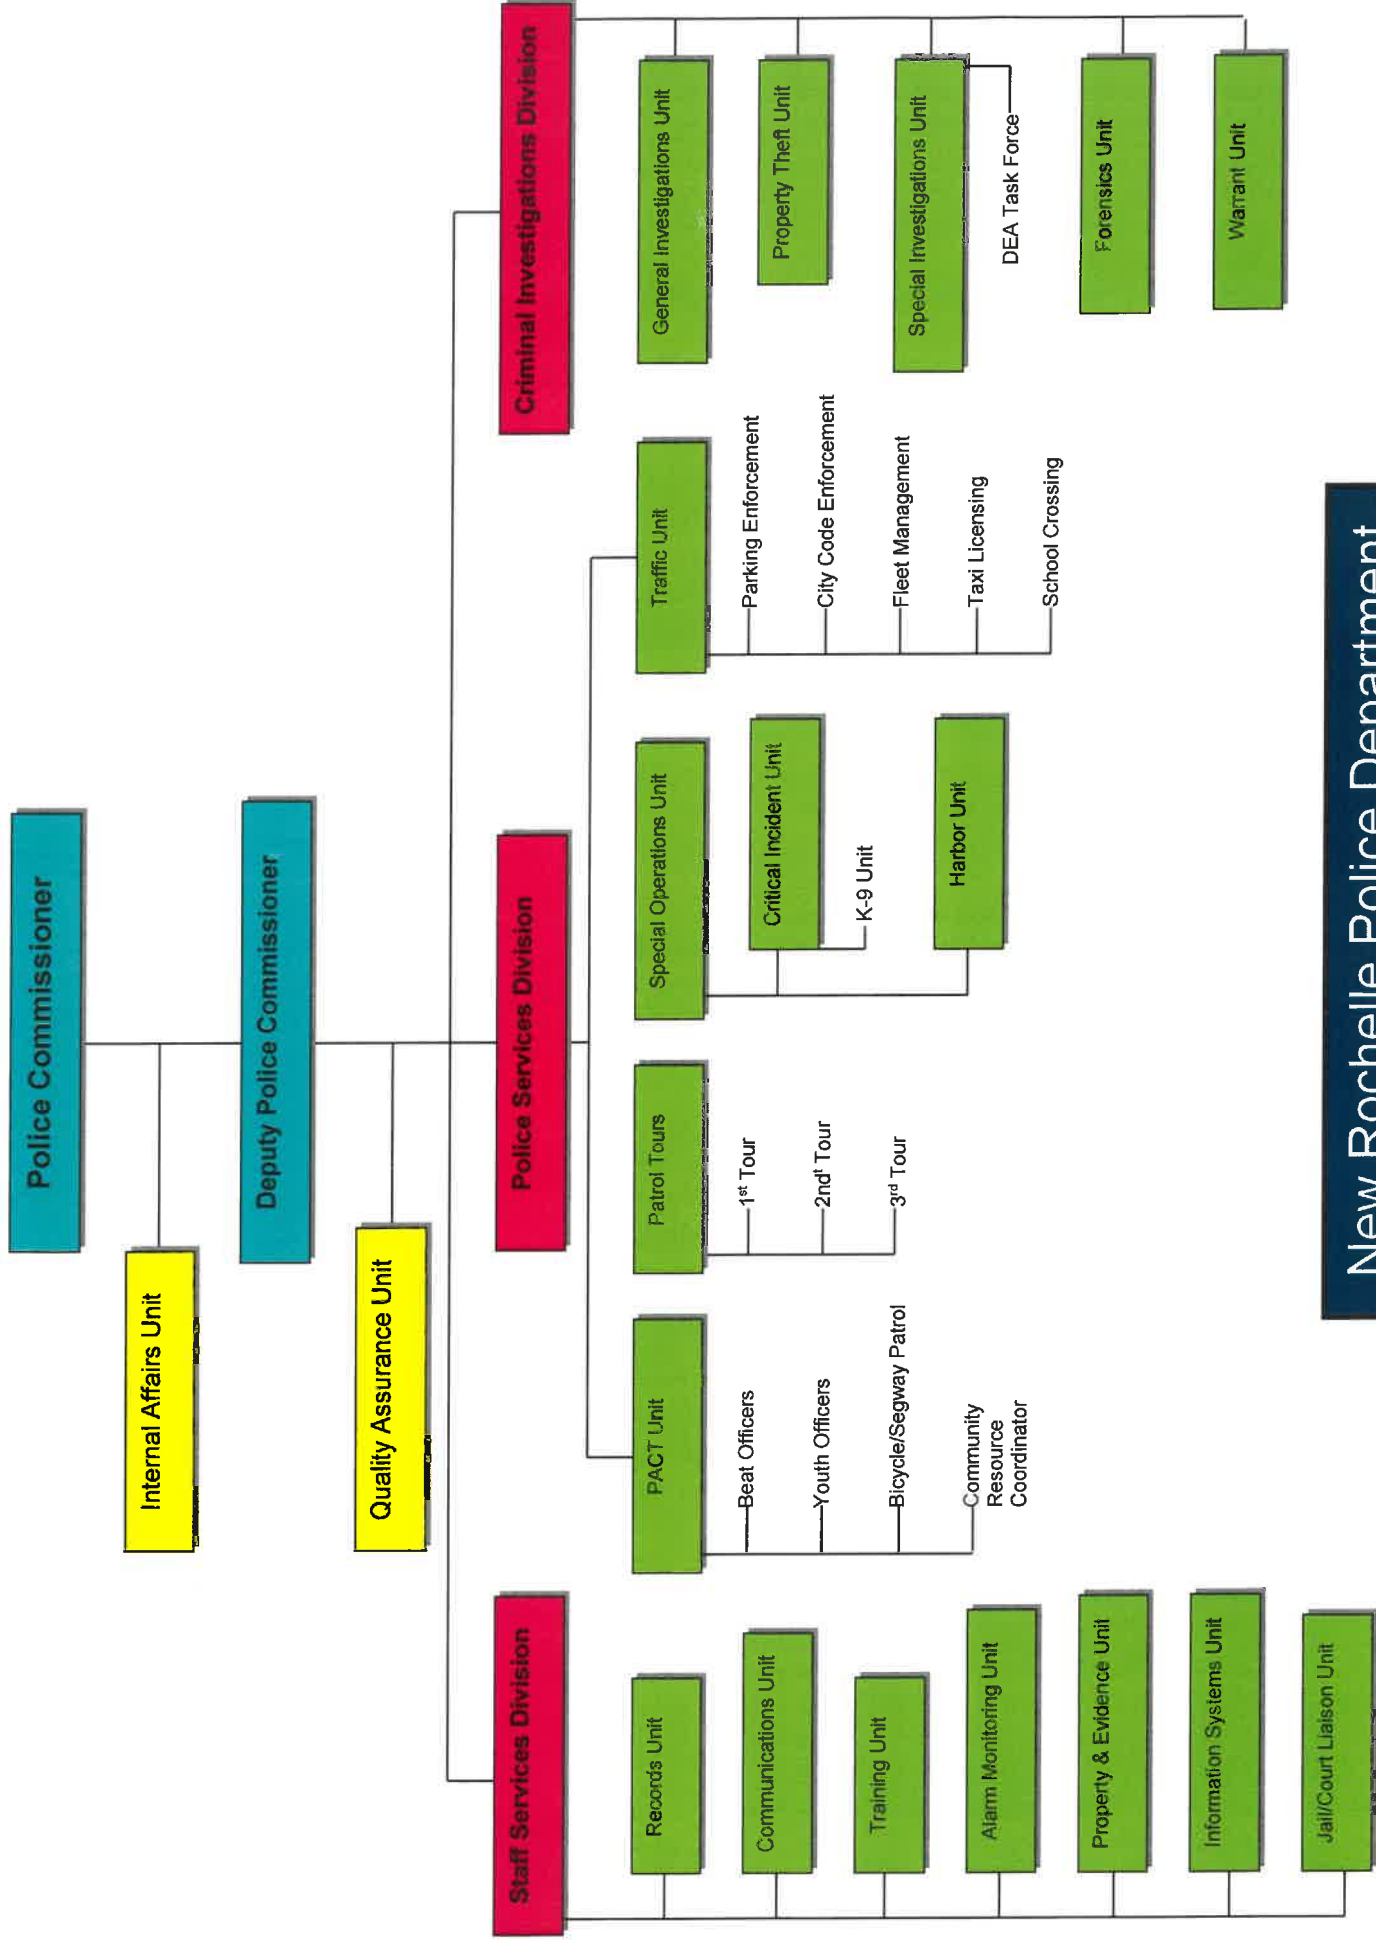 Police Commissioner
Internal Affairs Unit
Deputy Police Commissioner
Quality Assurance Unit
Staff Services Division
Police Services Division
Criminal Investigations Division
Records Unit
Communications Unit
Training Unit
Alarm Monitoring Unit
Property & Evidence Unit
Information Systems Unit
Jail/Court Liaison Unit
PACT Unit
Beat Officers
Youth Officers
Bicycle/Segway Patrol
Community
Resource
Coordinator
Patrol Tours
1st Tour
2nd' Tour
3rd Tour
Special Operations Unit
Critical Incident Unit
K-9 Unit
Harbor Unit
Traffic Unit
Parking Enforcement
City Code Enforcement
Fleet Management
Taxi Licensing
School Crossing
General Investigations Unit
Property Theft Unit
Special Investigations Unit
DEA Task Force
Forensics Unit
Warrant Unit
New Rochelle Police Department